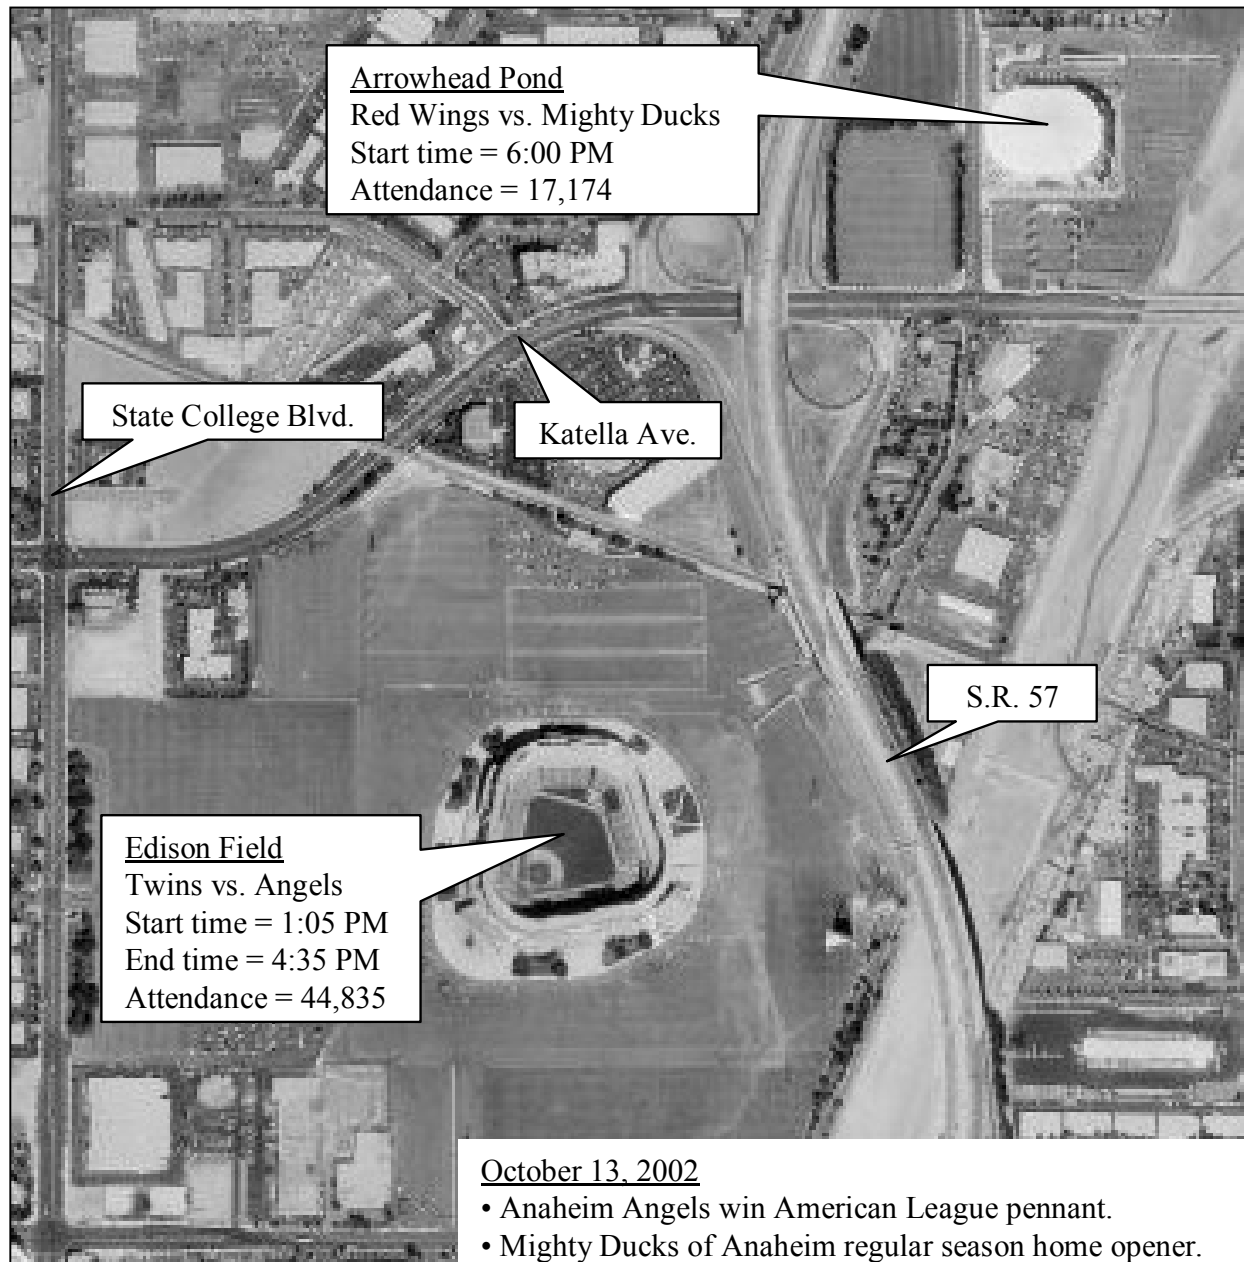 Arrowhead Pond
Red Wings vs. Mighty Ducks
Start time = 6:00 PM
Attendance = 17,174
State College Blvd.
Katella Ave.
S.R. 57
Edison Field
Twins vs. Angels
Start time = 1:05 PM
End time = 4:35 PM
Attendance = 44,835
October 13, 2002
• Anaheim Angels win American League pennant.
• Mighty Ducks of Anaheim regular season home opener.